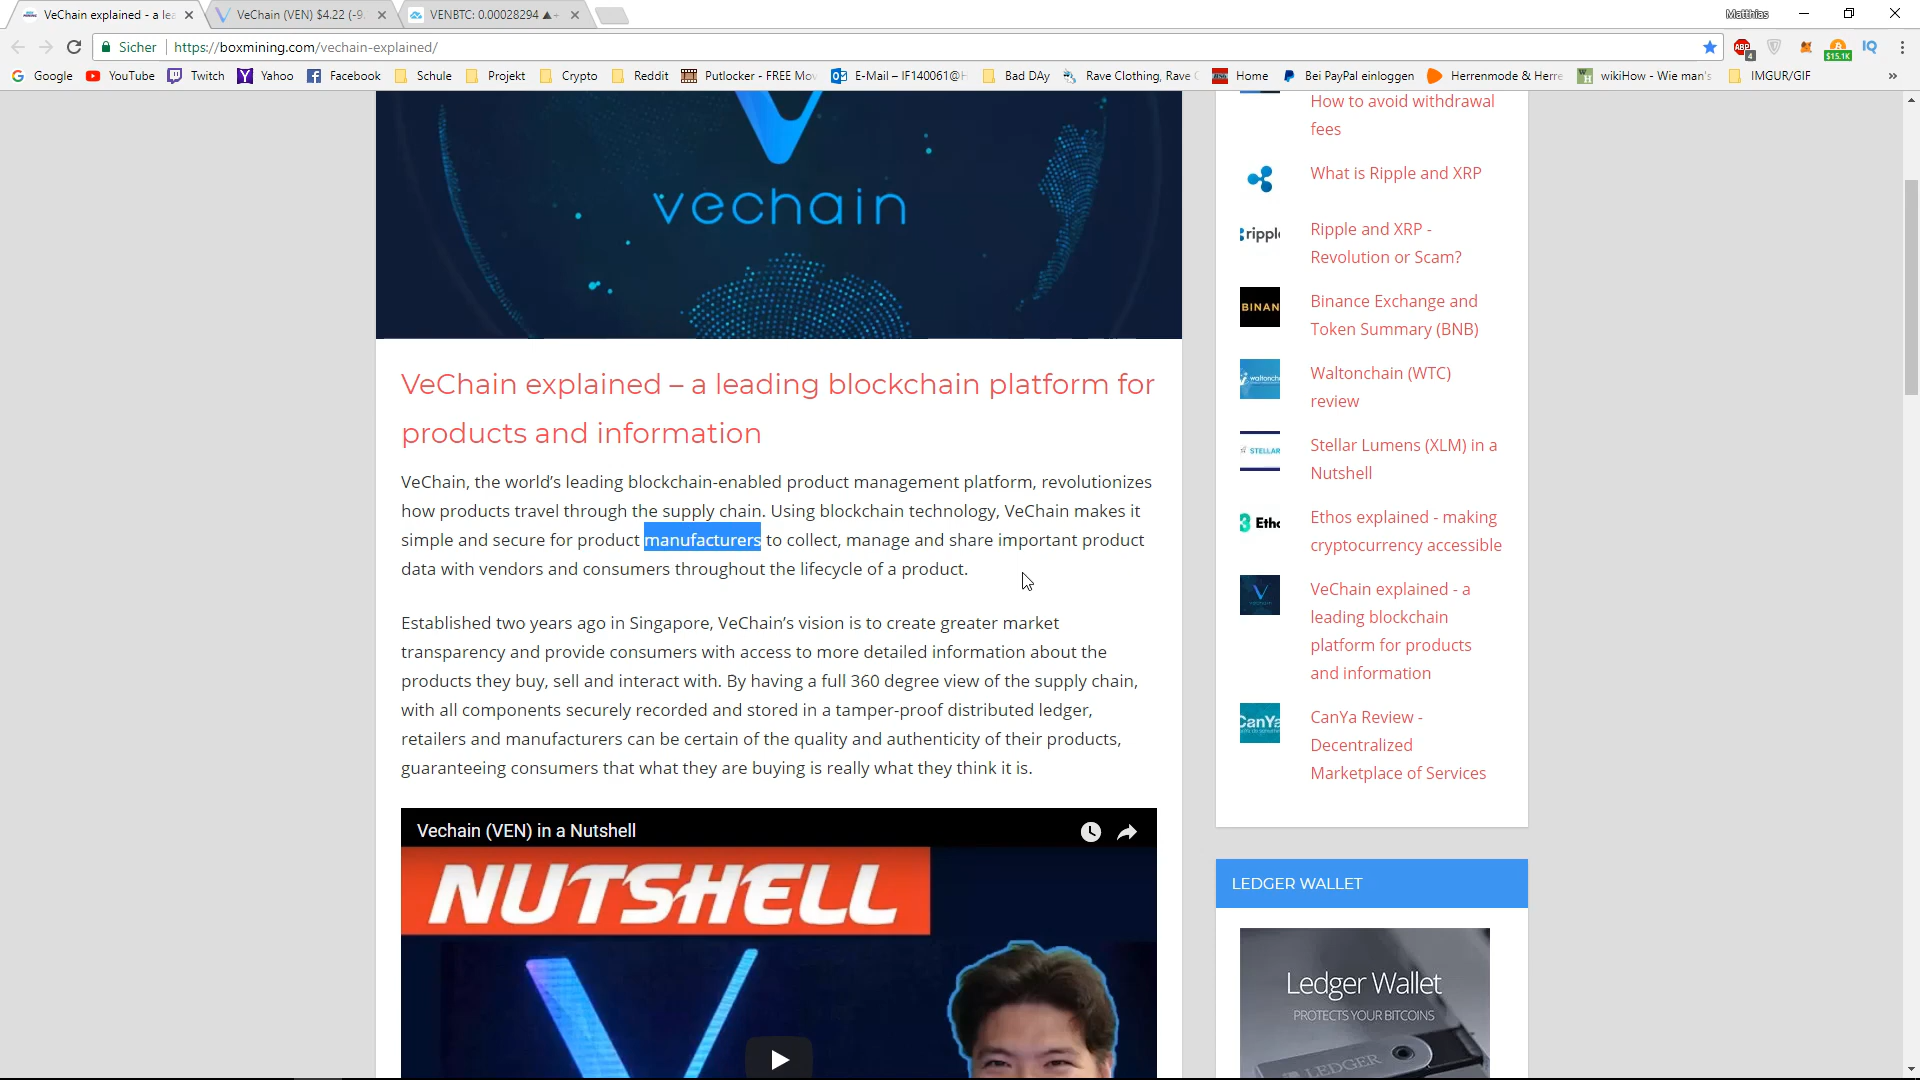 VeChain explained - a lea
VeChain (VEN) $4.22 (-9.
VENBTC: 0.00028294 ▲+
Matthias
Sicher
https://boxmining.com/vechain-explained/
ABP
4
$15.1K
IQ
Google
YouTube
Twitch
Yahoo
Facebook
Schule
Projekt
Crypto
Reddit
Putlocker - FREE Mov
E-Mail – IF140061@H
Bad DAy
Rave Clothing, Rave C
Home
Bei PayPal einloggen
Herrenmode & Herre
wikiHow - Wie man's
IMGUR/GIF
»
vechain
VeChain explained – a leading blockchain platform for
products and information
VeChain, the world’s leading blockchain-enabled product management platform, revolutionizes
how products travel through the supply chain. Using blockchain technology, VeChain makes it
simple and secure for product manufacturers to collect, manage and share important product
data with vendors and consumers throughout the lifecycle of a product.
Established two years ago in Singapore, VeChain’s vision is to create greater market
transparency and provide consumers with access to more detailed information about the
products they buy, sell and interact with. By having a full 360 degree view of the supply chain,
with all components securely recorded and stored in a tamper-proof distributed ledger,
retailers and manufacturers can be certain of the quality and authenticity of their products,
guaranteeing consumers that what they are buying is really what they think it is.
Vechain (VEN) in a Nutshell
NUTSHELL
How to avoid withdrawal
fees
What is Ripple and XRP
ripple
Ripple and XRP -
Revolution or Scam?
BINAN
Binance Exchange and
Token Summary (BNB)
waltonch
Waltonchain (WTC)
review
STELLAR
Stellar Lumens (XLM) in a
Nutshell
Etho
Ethos explained - making
cryptocurrency accessible
VeChain explained - a
leading blockchain
platform for products
and information
CanYa
CanYa Review -
Decentralized
Marketplace of Services
LEDGER WALLET
Ledger Wallet
PROTECTS YOUR BITCOINS
LEDGER